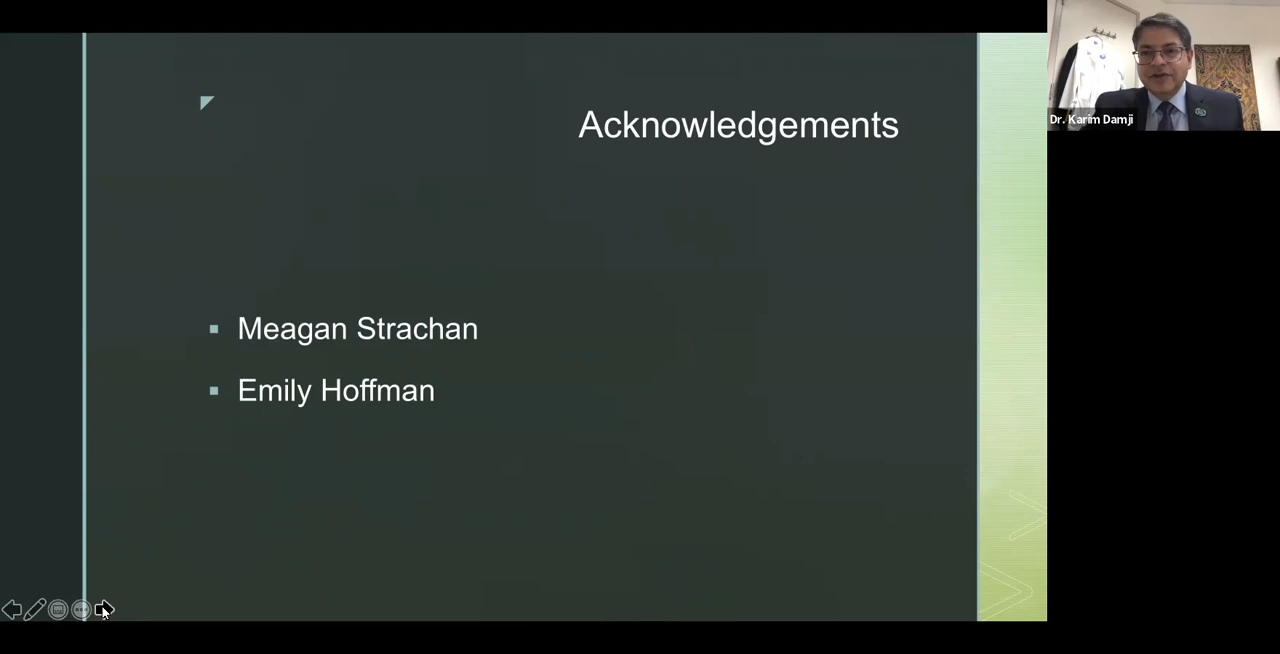 Acknowledgements
Meagan Strachan
Emily Hoffman
Dr. Karim Damji